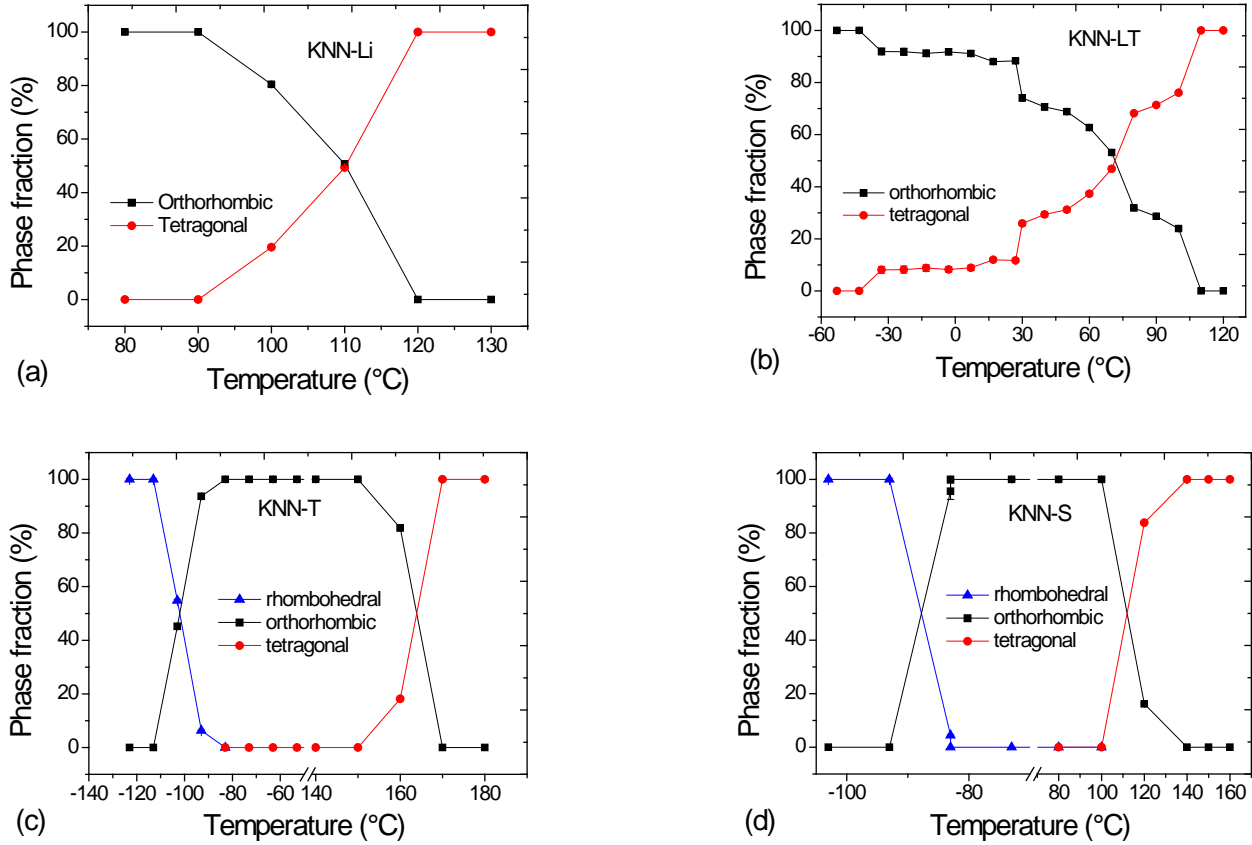 KNN-Li
Phase fraction (%)
100
80
60
40
20
0
Orthorhombic
Tetragonal
80 90 100 110 120 130
Temperature (°C)
(a)
KNN-LT
Phase fraction (%)
100
80
60
40
20
0
orthorhombic
tetragonal
-60 -30 0 30 60 90 120
Temperature (°C)
(b)
KNN-T
Phase fraction (%)
100
80
60
40
20
0
rhombohedral
orthorhombic
tetragonal
-140 -120 -100 -80 -60 140 160 180
Temperature (°C)
(c)
KNN-S
Phase fraction (%)
100
80
60
40
20
0
rhombohedral
orthorhombic
tetragonal
-100 -80 80 100 120 140 160
Temperature (°C)
(d)